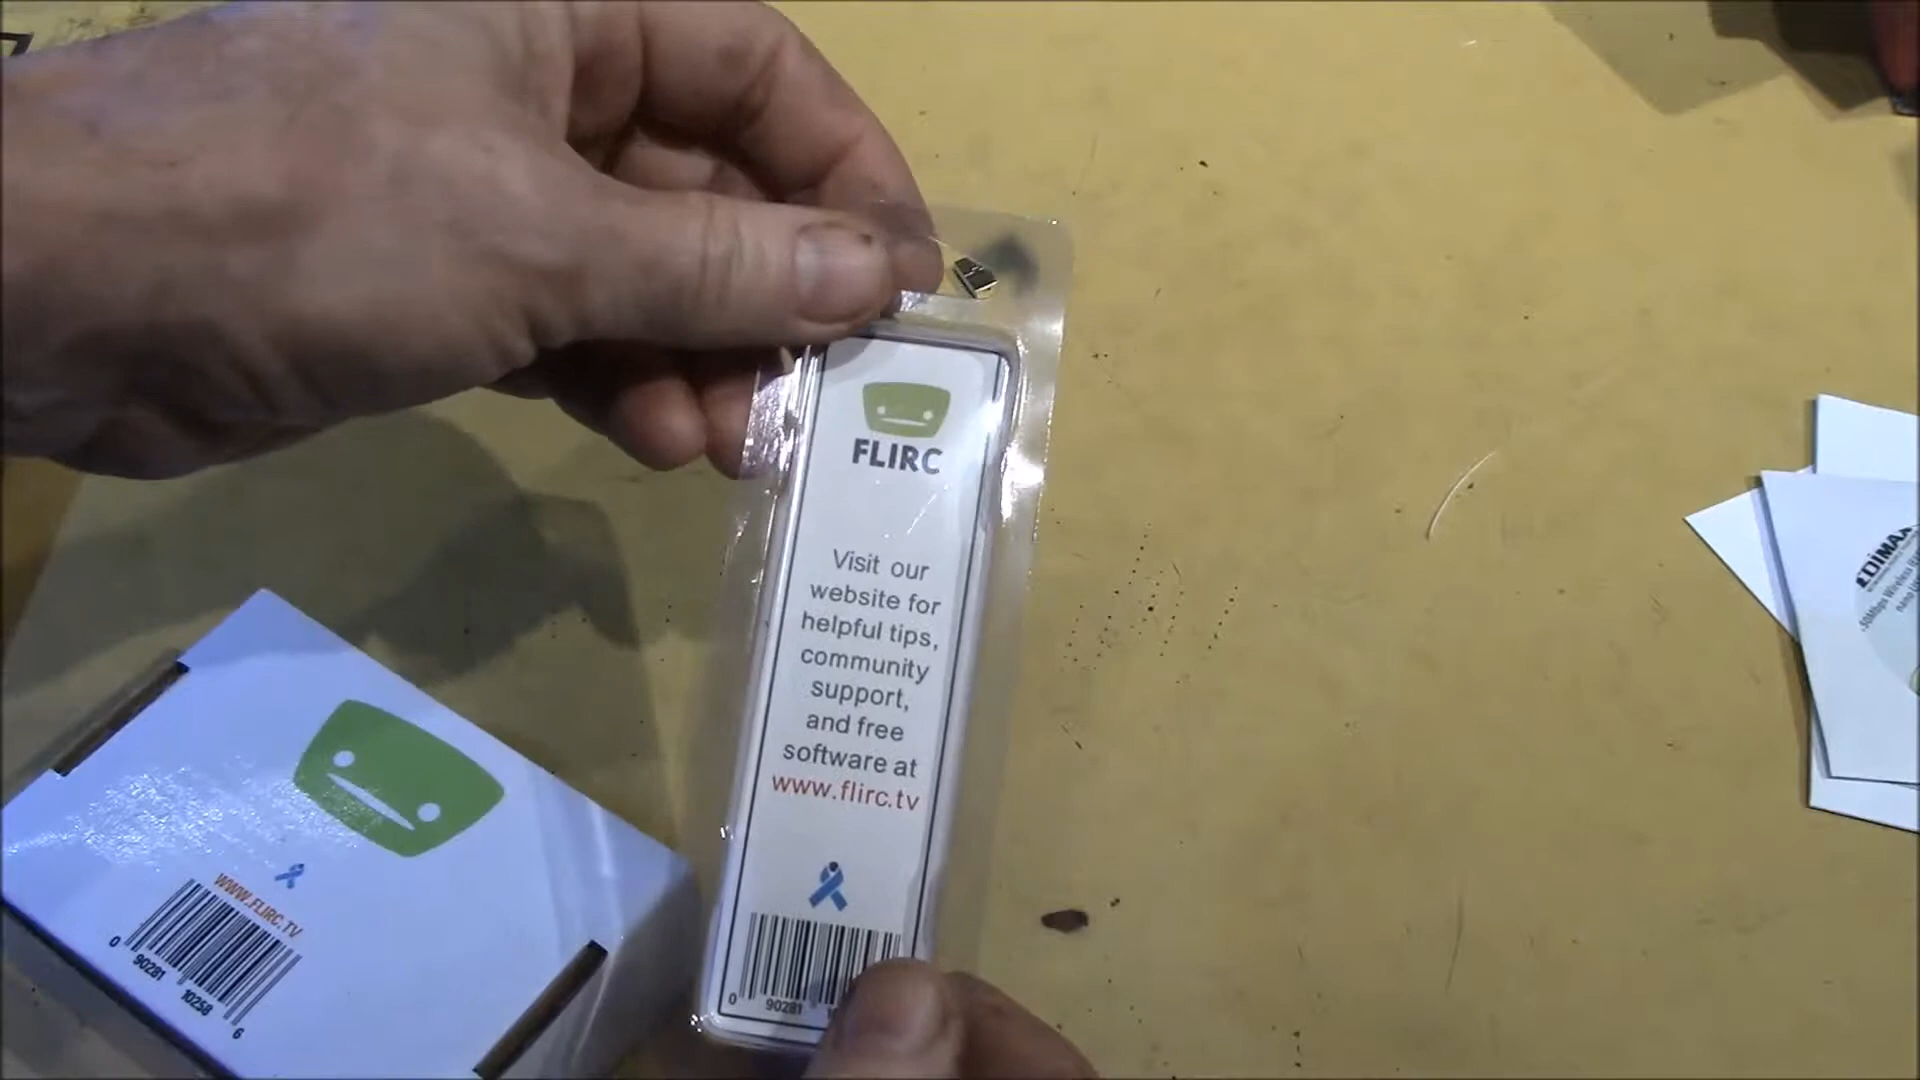 FLIRC
Visit our
website for
helpful tips,
community
support,
and free
software at
www.flirc.tv
0 90281
WWW.FLIRC.TV
0 90281 10258 6
EDIMAX
nano